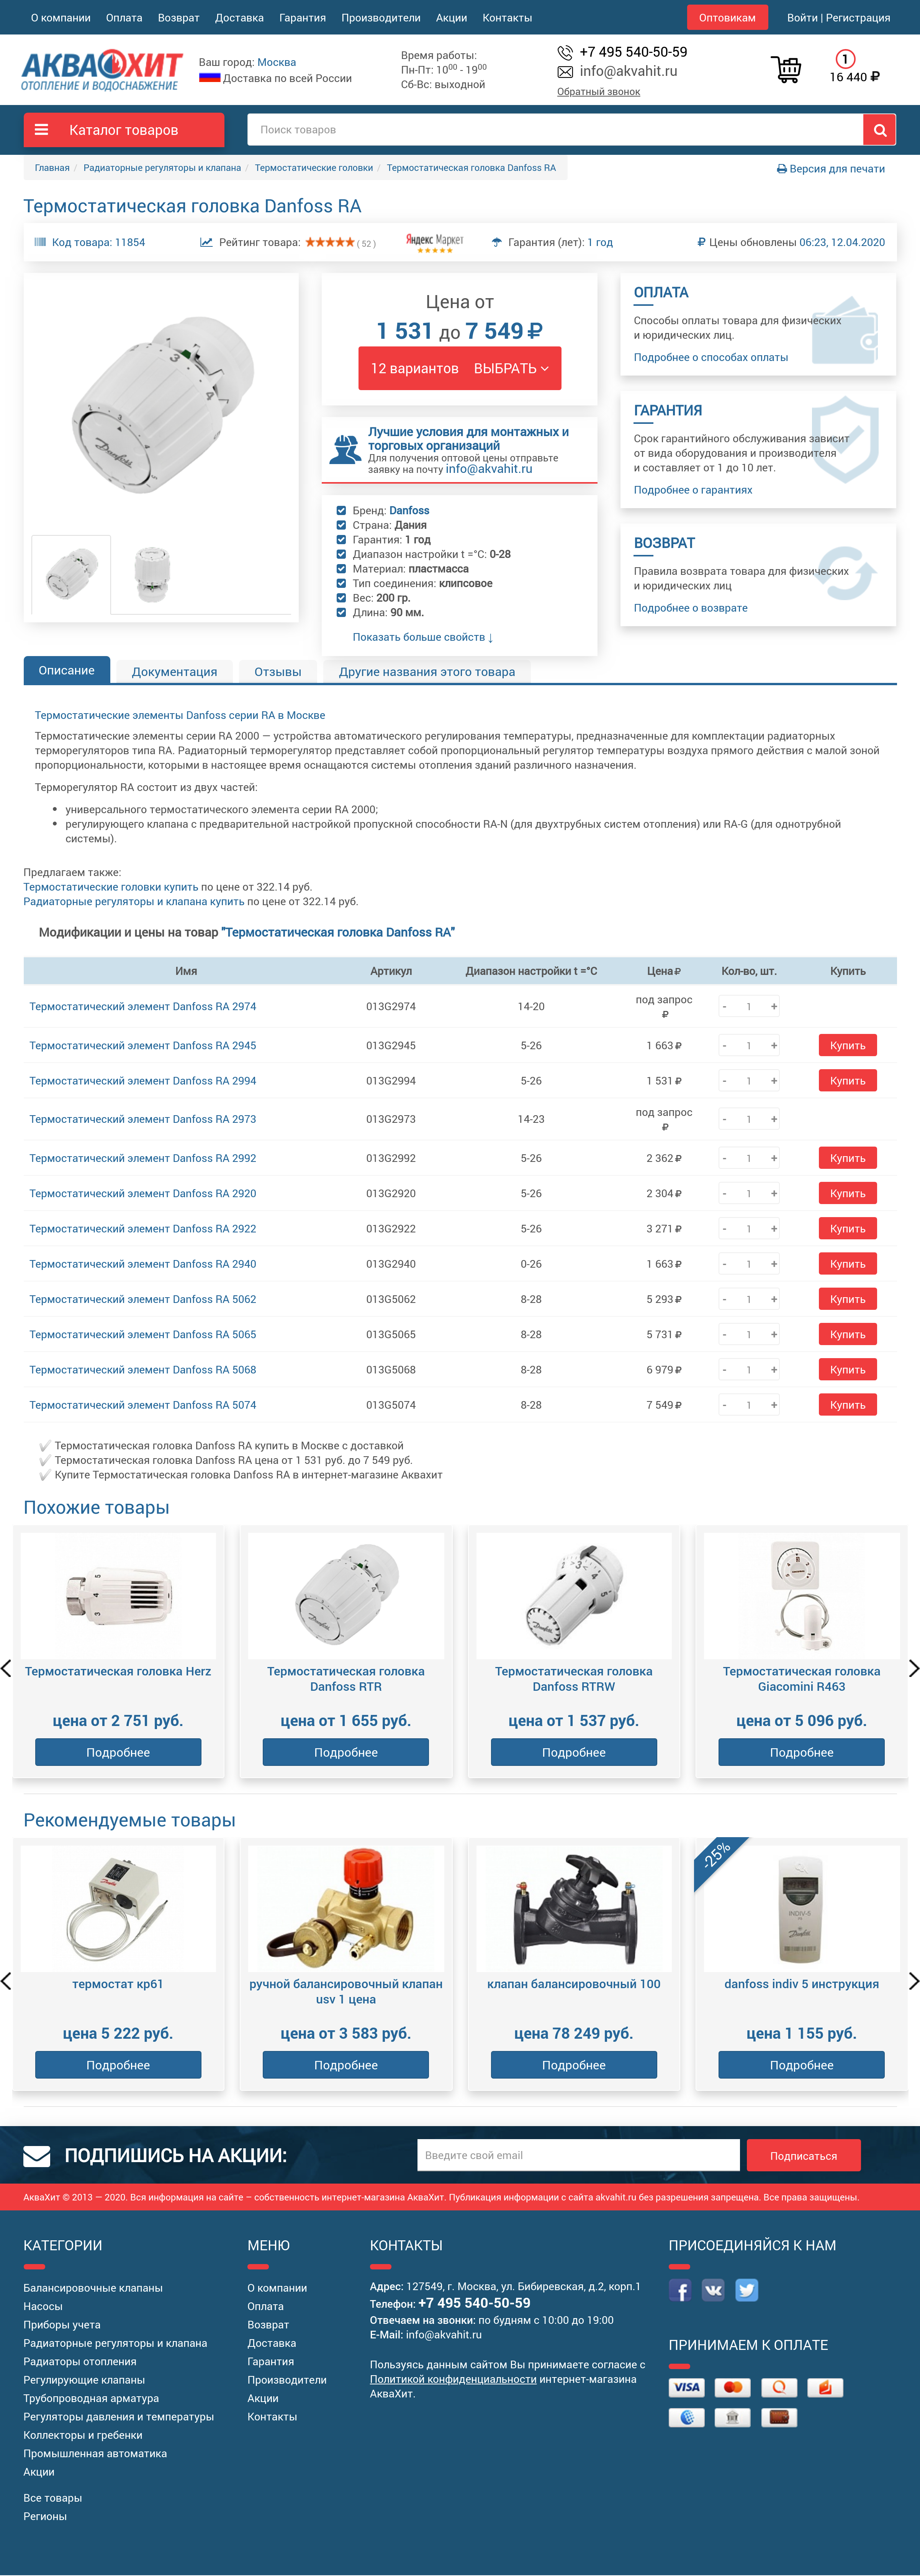 О компании Оплата Возврат Доставка Гарантия Производители Акции Контакты Оптовикам Войти | Регистрация
АКВАХИТ
ОТОПЛЕНИЕ И ВОДОСНАБЖЕНИЕ
Ваш город: Москва
Доставка по всей России
Время работы:
Пн-Пт: 10⁰⁰ - 19⁰⁰
Сб-Вс: выходной
+7 495 540-50-59
info@akvahit.ru
Обратный звонок
1
16 440 ₽
Каталог товаров
Поиск товаров
Главная / Радиаторные регуляторы и клапана / Термостатические головки / Термостатическая головка Danfoss RA
Версия для печати
Термостатическая головка Danfoss RA
Код товара: 11854
Рейтинг товара: ( 52 )
Яндекс Маркет
Гарантия (лет): 1 год
₽ Цены обновлены 06:23, 12.04.2020
Цена от
1 531 до 7 549 ₽
12 вариантов ВЫБРАТЬ
Лучшие условия для монтажных и
торговых организаций
Для получения оптовой цены отправьте
заявку на почту info@akvahit.ru
Бренд: Danfoss
Страна: Дания
Гарантия: 1 год
Диапазон настройки t =°C: 0-28
Материал: пластмасса
Тип соединения: клипсовое
Вес: 200 гр.
Длина: 90 мм.
Показать больше свойств ↓
ОПЛАТА
Способы оплаты товара для физических
и юридических лиц.
Подробнее о способах оплаты
ГАРАНТИЯ
Срок гарантийного обслуживания зависит
от вида оборудования и производителя
и составляет от 1 до 10 лет.
Подробнее о гарантиях
ВОЗВРАТ
Правила возврата товара для физических
и юридических лиц
Подробнее о возврате
Описание Документация Отзывы Другие названия этого товара
Термостатические элементы Danfoss серии RA в Москве
Термостатические элементы серии RA 2000 — устройства автоматического регулирования температуры, предназначенные для комплектации радиаторных
терморегуляторов типа RA. Радиаторный терморегулятор представляет собой пропорциональный регулятор температуры воздуха прямого действия с малой зоной
пропорциональности, которыми в настоящее время оснащаются системы отопления зданий различного назначения.
Терморегулятор RA состоит из двух частей:
универсального термостатического элемента серии RA 2000;
регулирующего клапана с предварительной настройкой пропускной способности RA-N (для двухтрубных систем отопления) или RA-G (для однотрубной
системы).
Предлагаем также:
Термостатические головки купить по цене от 322.14 руб.
Радиаторные регуляторы и клапана купить по цене от 322.14 руб.
Модификации и цены на товар "Термостатическая головка Danfoss RA"
Имя Артикул Диапазон настройки t =°C Цена ₽ Кол-во, шт. Купить
Термостатический элемент Danfoss RA 2974 013G2974 14-20 под запрос ₽ - 1 +
Термостатический элемент Danfoss RA 2945 013G2945 5-26 1 663 ₽ - 1 + Купить
Термостатический элемент Danfoss RA 2994 013G2994 5-26 1 531 ₽ - 1 + Купить
Термостатический элемент Danfoss RA 2973 013G2973 14-23 под запрос ₽ - 1 +
Термостатический элемент Danfoss RA 2992 013G2992 5-26 2 362 ₽ - 1 + Купить
Термостатический элемент Danfoss RA 2920 013G2920 5-26 2 304 ₽ - 1 + Купить
Термостатический элемент Danfoss RA 2922 013G2922 5-26 3 271 ₽ - 1 + Купить
Термостатический элемент Danfoss RA 2940 013G2940 0-26 1 663 ₽ - 1 + Купить
Термостатический элемент Danfoss RA 5062 013G5062 8-28 5 293 ₽ - 1 + Купить
Термостатический элемент Danfoss RA 5065 013G5065 8-28 5 731 ₽ - 1 + Купить
Термостатический элемент Danfoss RA 5068 013G5068 8-28 6 979 ₽ - 1 + Купить
Термостатический элемент Danfoss RA 5074 013G5074 8-28 7 549 ₽ - 1 + Купить
Термостатическая головка Danfoss RA купить в Москве с доставкой
Термостатическая головка Danfoss RA цена от 1 531 руб. до 7 549 руб.
Купите Термостатическая головка Danfoss RA в интернет-магазине Аквахит
Похожие товары
Термостатическая головка Herz
цена от 2 751 руб.
Подробнее
Термостатическая головка
Danfoss RTR
цена от 1 655 руб.
Подробнее
Термостатическая головка
Danfoss RTRW
цена от 1 537 руб.
Подробнее
Термостатическая головка
Giacomini R463
цена от 5 096 руб.
Подробнее
Рекомендуемые товары
термостат кр61
цена 5 222 руб.
Подробнее
ручной балансировочный клапан
usv 1 цена
цена от 3 583 руб.
Подробнее
клапан балансировочный 100
цена 78 249 руб.
Подробнее
-25%
danfoss indiv 5 инструкция
цена 1 155 руб.
Подробнее
ПОДПИШИСЬ НА АКЦИИ:
Введите свой email
Подписаться
АкваХит © 2013 — 2020. Вся информация на сайте – собственность интернет-магазина АкваХит. Публикация информации с сайта akvahit.ru без разрешения запрещена. Все права защищены.
КАТЕГОРИИ
Балансировочные клапаны
Насосы
Приборы учета
Радиаторные регуляторы и клапана
Радиаторы отопления
Регулирующие клапаны
Трубопроводная арматура
Регуляторы давления и температуры
Коллекторы и гребенки
Промышленная автоматика
Акции
Все товары
Регионы
МЕНЮ
О компании
Оплата
Возврат
Доставка
Гарантия
Производители
Акции
Контакты
КОНТАКТЫ
Адрес: 127549, г. Москва, ул. Бибиревская, д.2, корп.1
Телефон: +7 495 540-50-59
Отвечаем на звонки: по будням с 10:00 до 19:00
E-Mail: info@akvahit.ru
Пользуясь данным сайтом Вы принимаете согласие с
Политикой конфиденциальности интернет-магазина
АкваХит.
ПРИСОЕДИНЯЙСЯ К НАМ
ПРИНИМАЕМ К ОПЛАТЕ
VISA